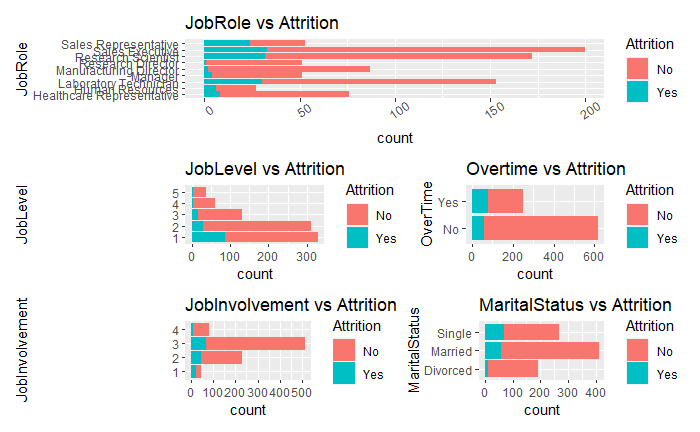 JobRole vs Attrition
JobRole
Sales Representative
Sales Executive
Research Scientist
Research Director
Manufacturing Director
Manager
Laboratory Technician
Human Resources
Healthcare Representative
0
50
100
150
200
count
Attrition
No
Yes
JobLevel vs Attrition
JobLevel
5
4
3
2
1
0 100 200 300
count
Attrition
No
Yes
Overtime vs Attrition
OverTime
Yes
No
0 200 400 600
count
Attrition
No
Yes
JobInvolvement vs Attrition
JobInvolvement
4
3
2
1
0 100 200 300 400 500
count
Attrition
No
Yes
MaritalStatus vs Attrition
MaritalStatus
Single
Married
Divorced
0 100 200 300 400
count
Attrition
No
Yes